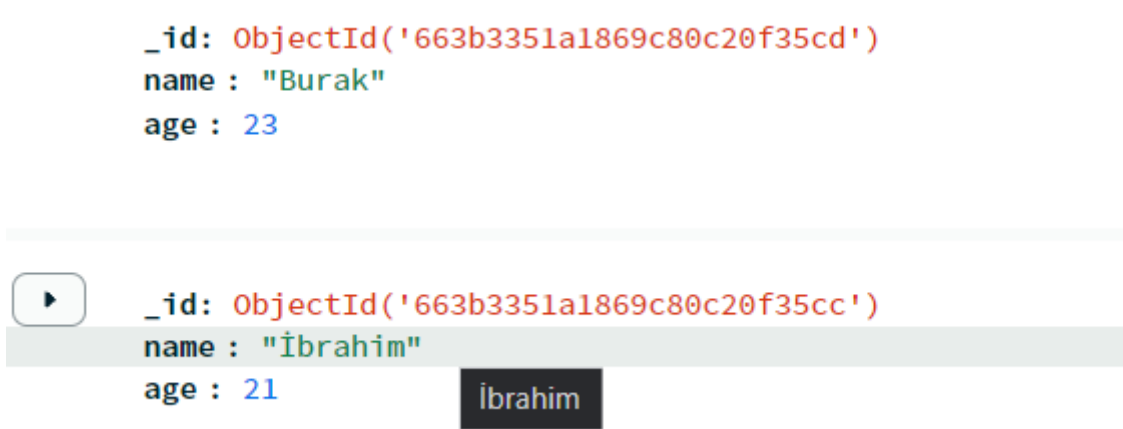 _id: ObjectId('663b3351a1869c80c20f35cd')
name : "Burak"
age : 23
_id: ObjectId('663b3351a1869c80c20f35cc')
name : "İbrahim"
age : 21
İbrahim